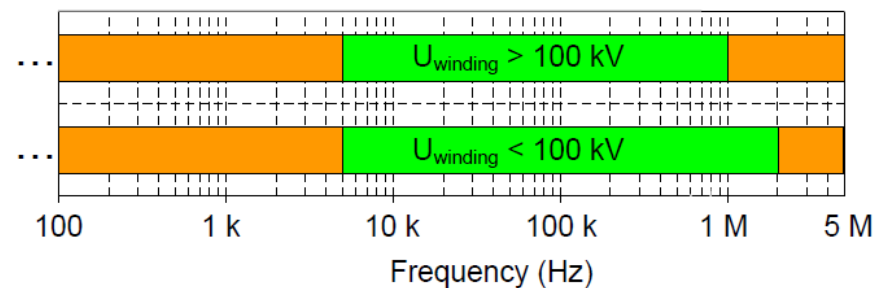 ... U_winding > 100 kV
... U_winding < 100 kV
100 1 k 10 k 100 k 1 M 5 M
Frequency (Hz)